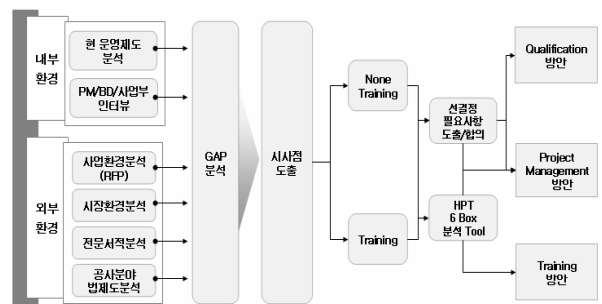 내부
환경
현 운영제도
분석
PM/BD/사업부
인터뷰
외부
환경
사업환경분석
(RFP)
시장환경분석
전문서적분석
공사분야
법제도분석
GAP
분석
시사점
도출
None
Training
Training
선결정
필요사항
도출/합의
HPT
6 Box
분석 Tool
Qualification
방안
Project
Management
방안
Training
방안